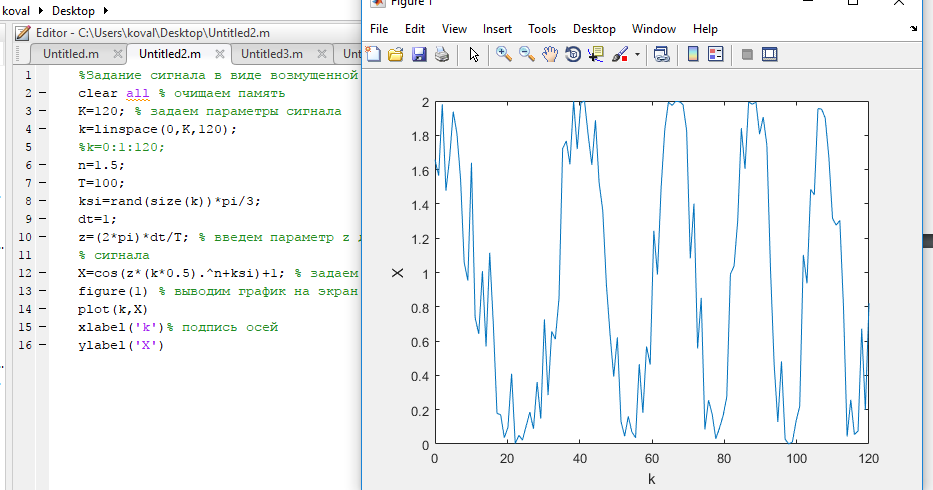 koval Desktop
Figure 1
Editor - C:\Users\koval\Desktop\Untitled2.m
File Edit View Insert Tools Desktop Window Help
Untitled.m Untitled2.m Untitled3.m Unt
1 %Задание сигнала в виде возмущенной
2 clear all % очищаем память
3 K=120; % задаем параметры сигнала
4 k=linspace(0,K,120);
5 %k=0:1:120;
6 n=1.5;
7 T=100;
8 ksi=rand(size(k))*pi/3;
9 dt=1;
10 z=(2*pi)*dt/T; % введем параметр z
11 % сигнала
12 X=cos(z*(k*0.5).^n+ksi)+1; % задаем
13 figure(1) % выводим график на экран
14 plot(k,X)
15 xlabel('k')% подпись осей
16 ylabel('X')
2
1.8
1.6
1.4
1.2
1
0.8
0.6
0.4
0.2
0
X
0 20 40 60 80 100 120
k